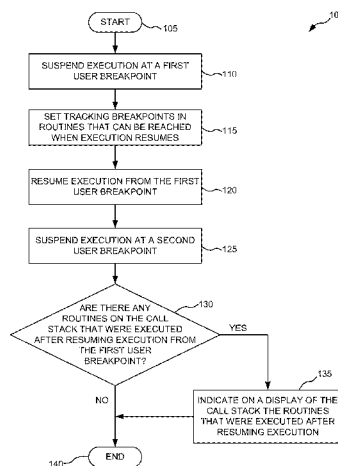 START
105
10
SUSPEND EXECUTION AT A FIRST
USER BREAKPOINT
110
SET TRACKING BREAKPOINTS IN
ROUTINES THAT CAN BE REACHED
WHEN EXECUTION RESUMES
115
RESUME EXECUTION FROM THE FIRST
USER BREAKPOINT
120
SUSPEND EXECUTION AT A SECOND
USER BREAKPOINT
125
ARE THERE ANY
ROUTINES ON THE CALL
STACK THAT WERE EXECUTED
AFTER RESUMING EXECUTION FROM
THE FIRST USER
BREAKPOINT?
130
YES
NO
135
INDICATE ON A DISPLAY OF THE
CALL STACK THE ROUTINES
THAT WERE EXECUTED AFTER
RESUMING EXECUTION
END
140